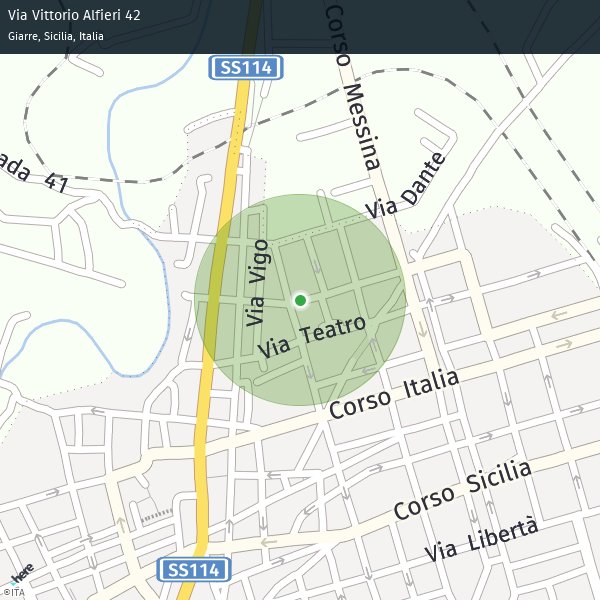 Via Vittorio Alfieri 42
Giarre, Sicilia, Italia
SS114
Corso Messina
ada 41
Via Dante
Via Vigo
Via Teatro
Corso Italia
Corso Sicilia
Via Libertà
SS114
here
©ITA